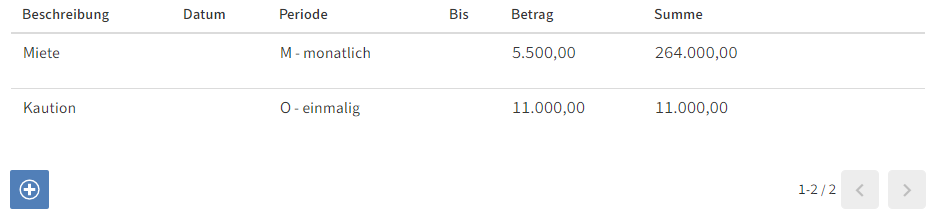 Beschreibung Datum Periode Bis Betrag Summe
Miete M - monatlich 5.500,00 264.000,00
Kaution O - einmalig 11.000,00 11.000,00
1-2 / 2